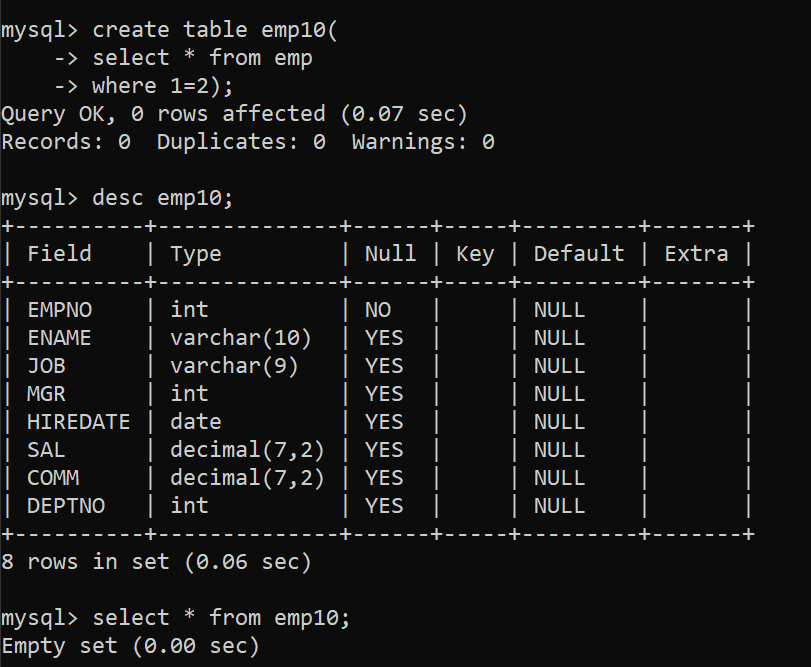 mysql> create table emp10(
    -> select * from emp
    -> where 1=2);
Query OK, 0 rows affected (0.07 sec)
Records: 0  Duplicates: 0  Warnings: 0

mysql> desc emp10;
+----------+--------------+------+-----+---------+-------+
| Field    | Type         | Null | Key | Default | Extra |
+----------+--------------+------+-----+---------+-------+
| EMPNO    | int          | NO   |     | NULL    |       |
| ENAME    | varchar(10)  | YES  |     | NULL    |       |
| JOB      | varchar(9)   | YES  |     | NULL    |       |
| MGR      | int          | YES  |     | NULL    |       |
| HIREDATE | date         | YES  |     | NULL    |       |
| SAL      | decimal(7,2) | YES  |     | NULL    |       |
| COMM     | decimal(7,2) | YES  |     | NULL    |       |
| DEPTNO   | int          | YES  |     | NULL    |       |
+----------+--------------+------+-----+---------+-------+
8 rows in set (0.06 sec)

mysql> select * from emp10;
Empty set (0.00 sec)